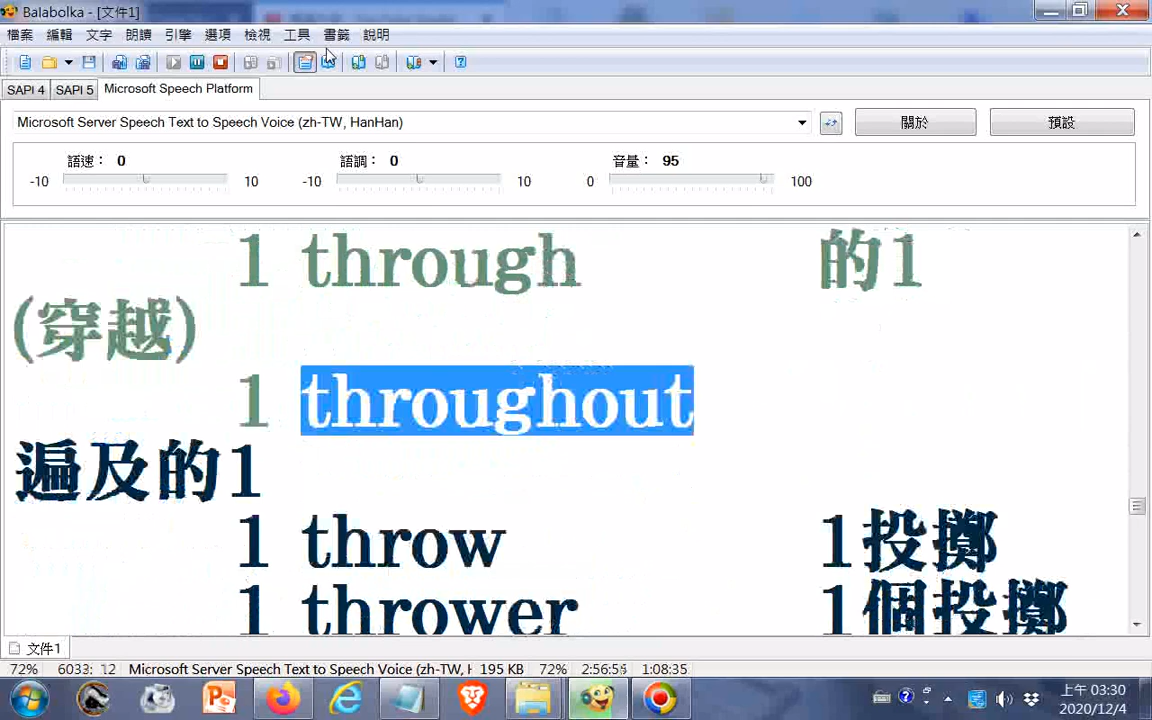 Balabolka - [文件1]
檔案 編輯 文字 朗讀 引擎 選項 檢視 工具 書籤 說明
SAPI 4 SAPI 5 Microsoft Speech Platform
Microsoft Server Speech Text to Speech Voice (zh-TW, HanHan) 關於 預設
語速： 0 語調： 0 音量： 95
-10 10 -10 10 0 100
1 through 的1
(穿越)
1 throughout
遍及的1
1 throw 1投擲
1 thrower 1個投擲
文件1
72% 6033: 12 Microsoft Server Speech Text to Speech Voice (zh-TW, H 195 KB 72% 2:56:56 1:08:35
上午 03:30
2020/12/4